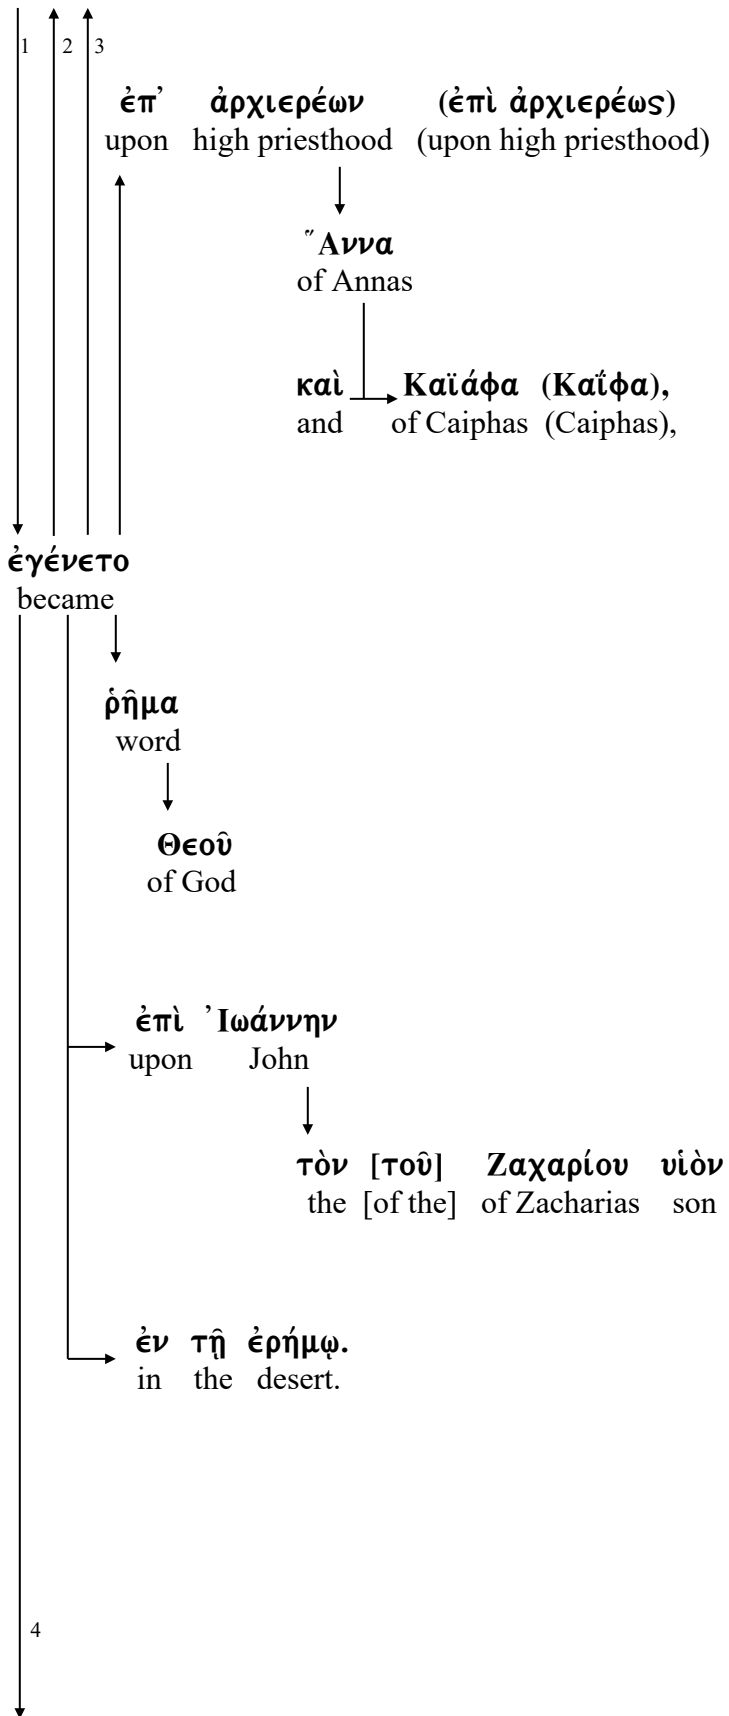 1 2 3
ἐπ’ ἀρχιερέων (ἐπὶ ἀρχιερέως)
upon high priesthood (upon high priesthood)
Ἄννα
of Annas
καὶ Καϊάφα (Καΐφα),
and of Caiphas (Caiphas),
ἐγένετο
became
ῥῆμα
word
Θεοῦ
of God
ἐπὶ Ἰωάννην
upon John
τὸν [τοῦ] Ζαχαρίου υἱὸν
the [of the] of Zacharias son
ἐν τῇ ἐρήμῳ.
in the desert.
4